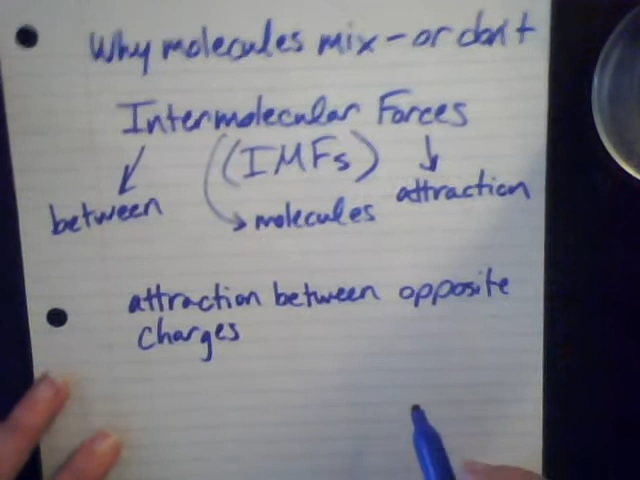 Why molecules mix - or don't
Intermolecular Forces
(IMFs)
between
molecules
attraction
attraction between opposite
charges